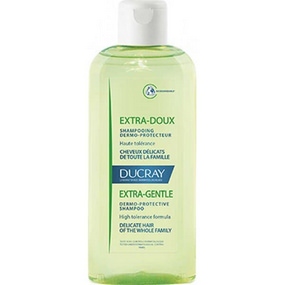 EXTRA-DOUX
SHAMPOOING
DERMO-PROTECTEUR
Haute tolérance
CHEVEUX DÉLICATS
DE TOUTE LA FAMILLE
DUCRAY
EXTRA-GENTLE
DERMO-PROTECTIVE
SHAMPOO
High tolerance formula
DELICATE HAIR
OF THE WHOLE FAMILY